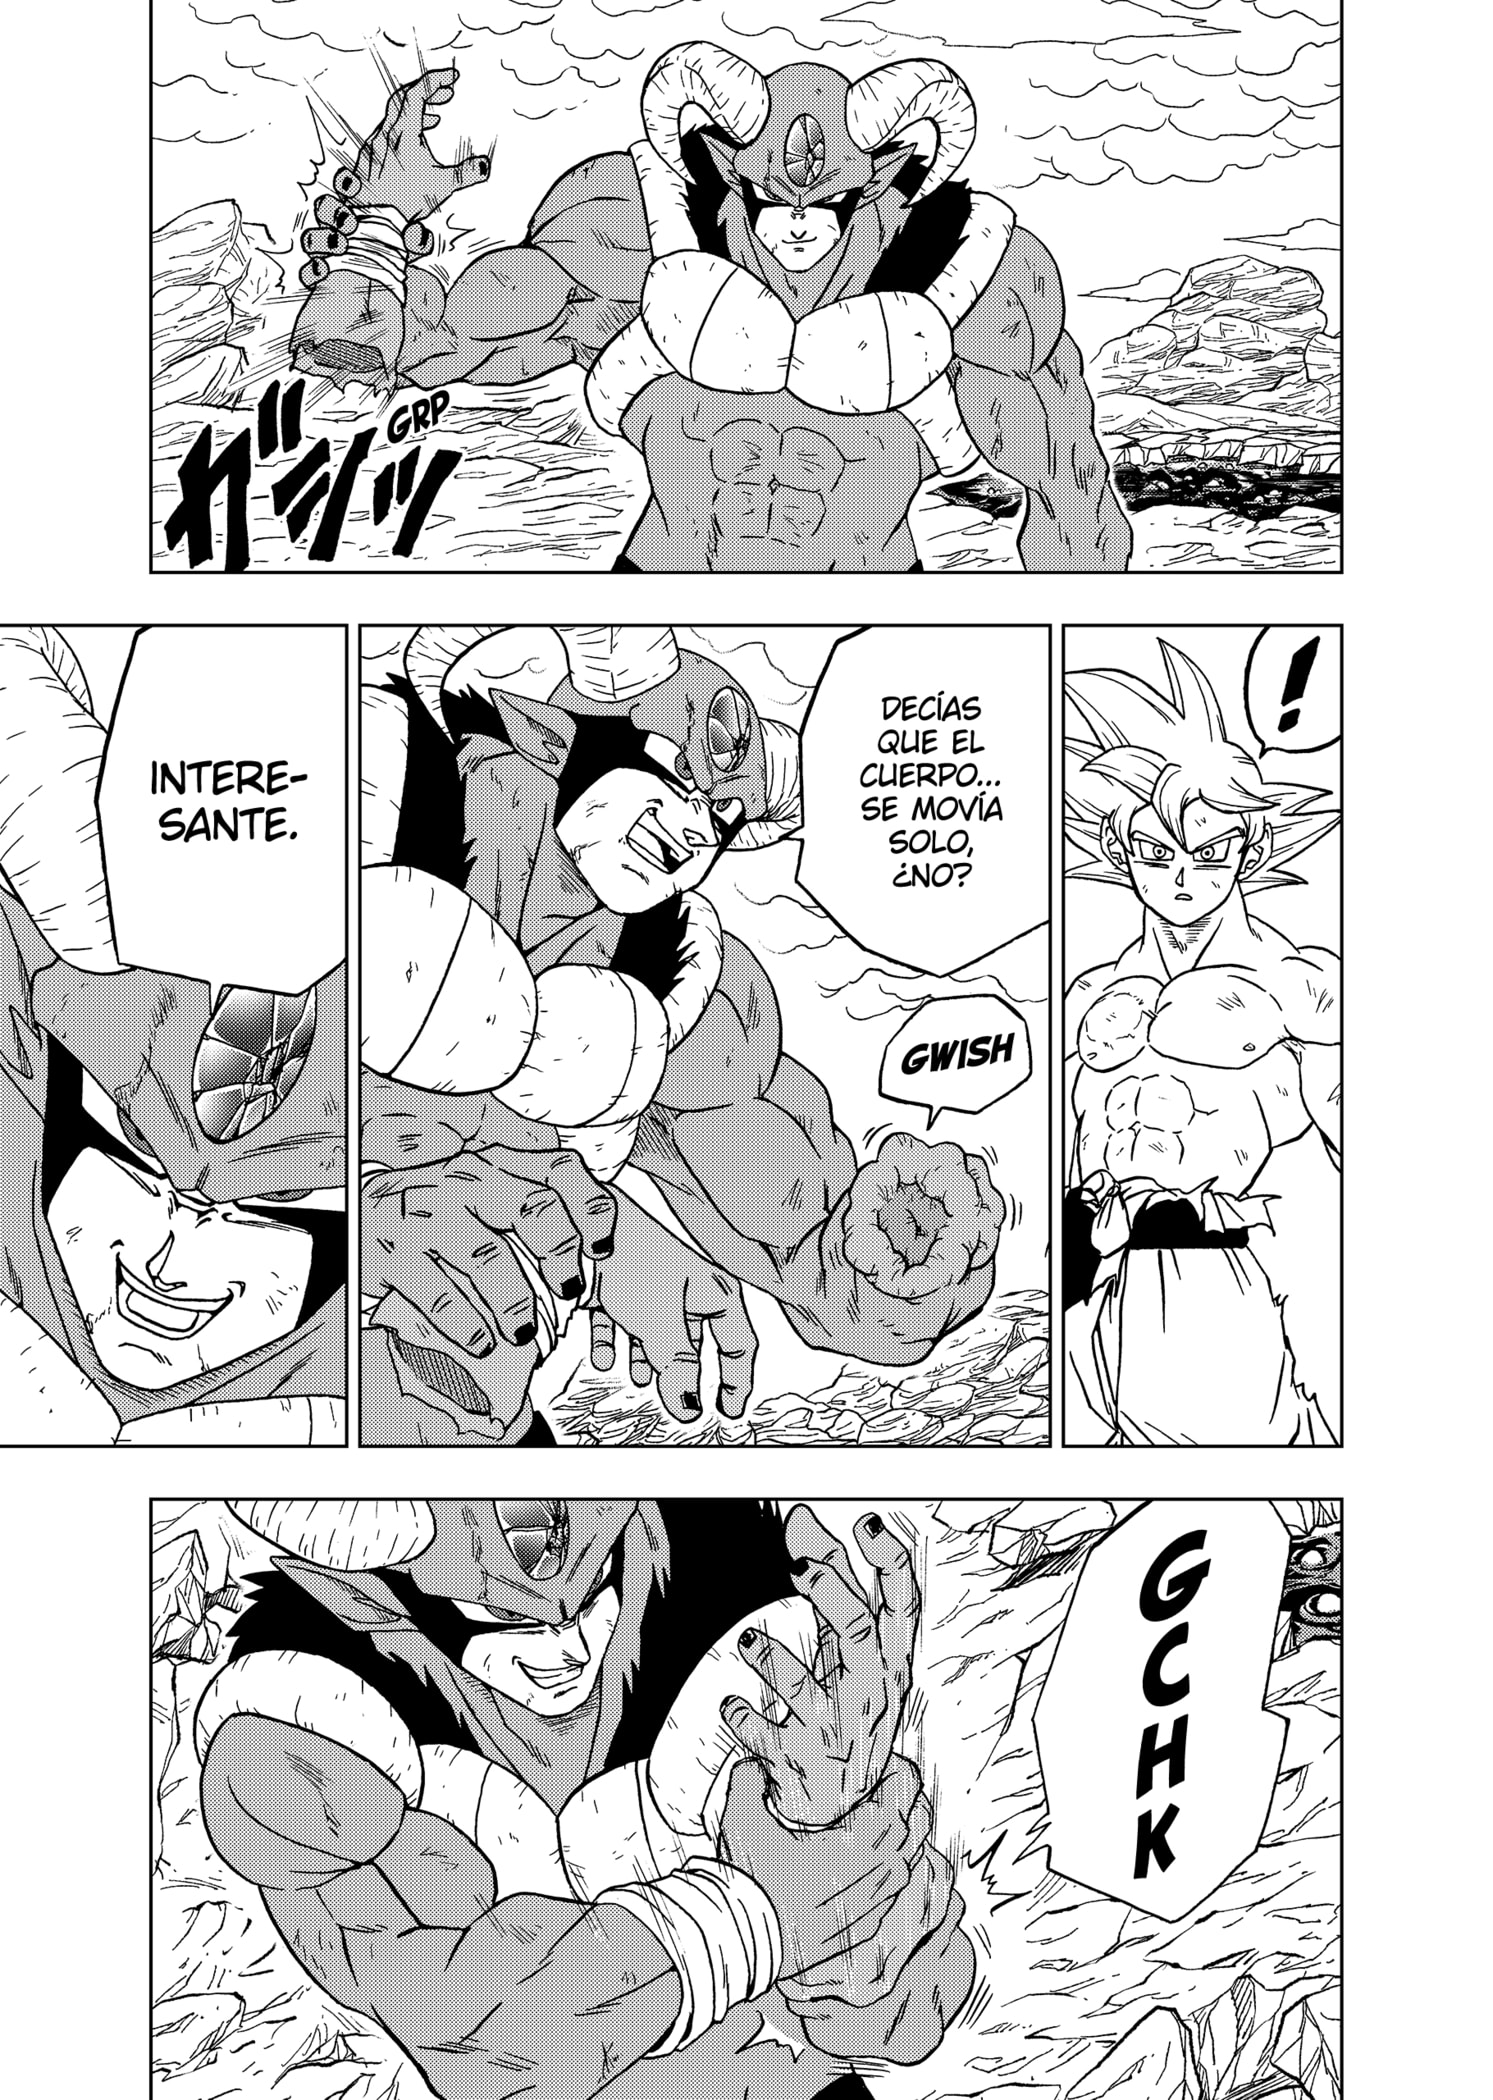 ガシッ
GRP
!
DECÍAS
QUE EL
CUERPO...
SE MOVÍA
SOLO,
¿NO?
GWISH
INTERE-
SANTE.
GCHK